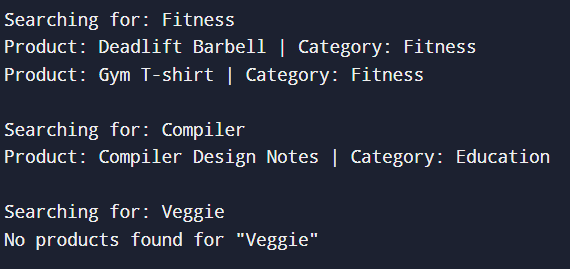 Searching for: Fitness
Product: Deadlift Barbell | Category: Fitness
Product: Gym T-shirt | Category: Fitness
Searching for: Compiler
Product: Compiler Design Notes | Category: Education
Searching for: Veggie
No products found for "Veggie"